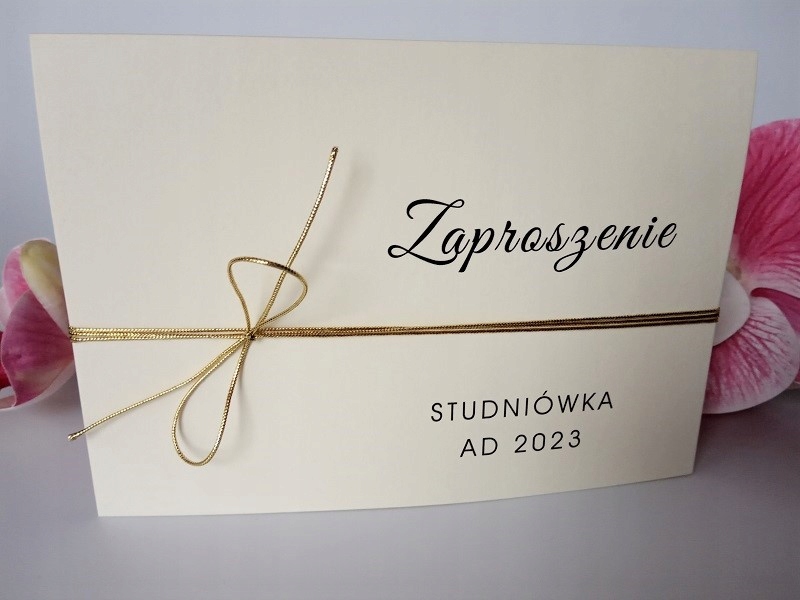 Zaproszenie
STUDNIÓWKA
AD 2023